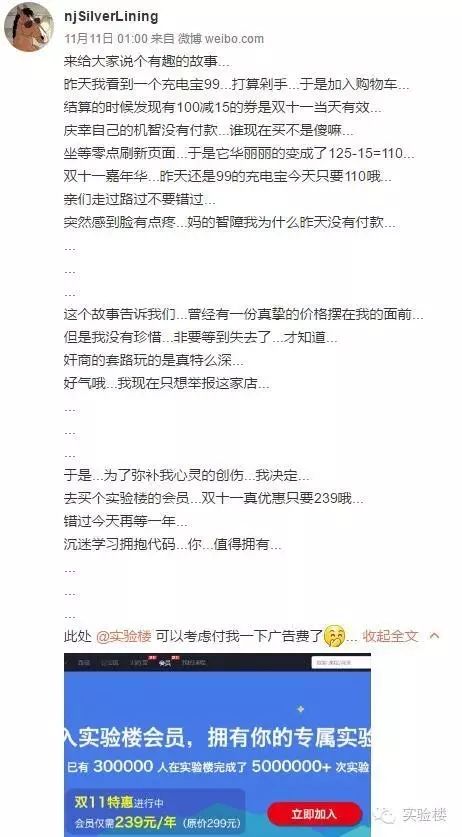 njSilverLining
11月11日 01:00 来自 微博 weibo.com
来给大家说个有趣的故事...
昨天我看到一个充电宝99...打算剁手...于是加入购物车...
结算的时候发现有100减15的券是双十一当天有效...
庆幸自己的机智没有付款...谁现在买不是傻嘛...
坐等零点刷新页面...于是它华丽丽的变成了125-15=110...
双十一嘉年华...昨天还是99的充电宝今天只要110哦...
亲们走过路过不要错过...
突然感到脸有点疼...妈的智障我为什么昨天没有付款...
...
...
...
这个故事告诉我们...曾经有一份真挚的价格摆在我的面前...
但是我没有珍惜...非要等到失去了...才知道...
奸商的套路玩的是真特么深...
好气哦...我现在只想举报这家店...
...
...
...
于是...为了弥补我心灵的创伤...我决定...
去买个实验楼的会员...双十一真优惠只要239哦...
错过今天再等一年...
沉迷学习拥抱代码...你...值得拥有...
...
...
...
此处 @实验楼 可以考虑付我一下广告费了... 收起全文
会员
入实验楼会员，拥有你的专属实验
已有 300000 人在实验楼完成了 5000000+ 次实验
双11特惠进行中
会员仅需239元/年（原价299元）
立即加入
实验楼